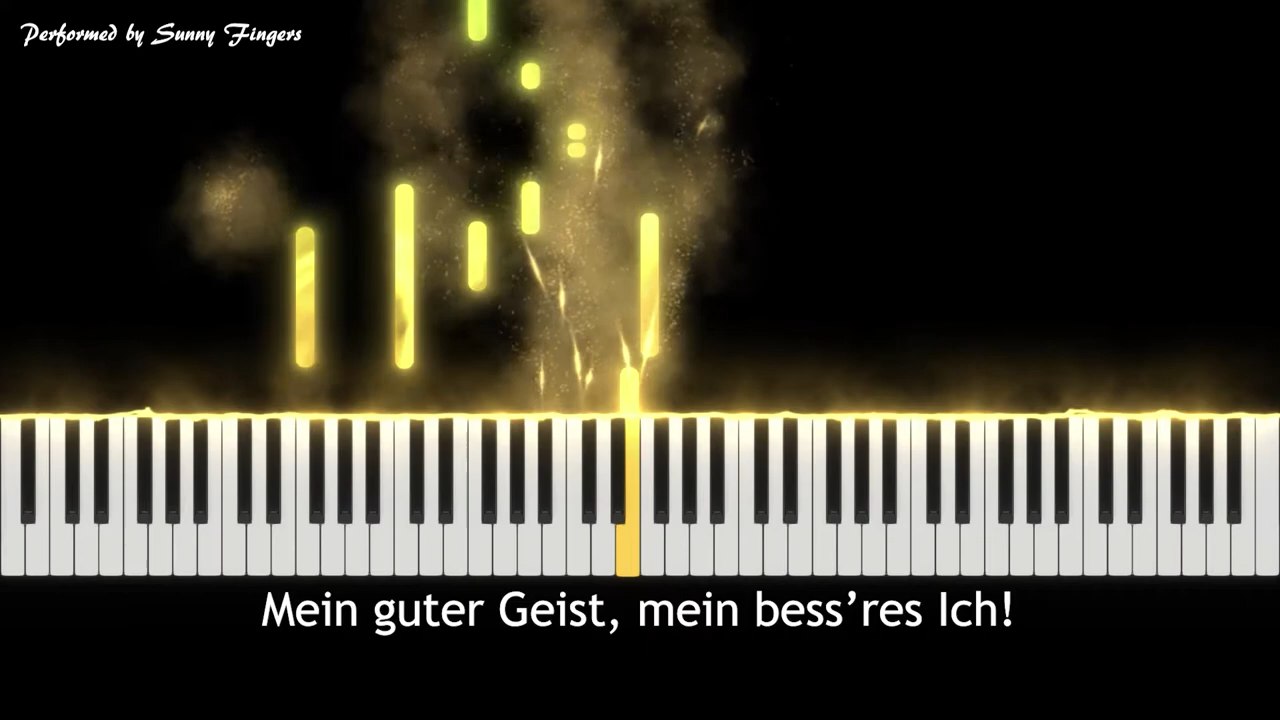 Performed by Sunny Fingers
Mein guter Geist, mein bess’res Ich!